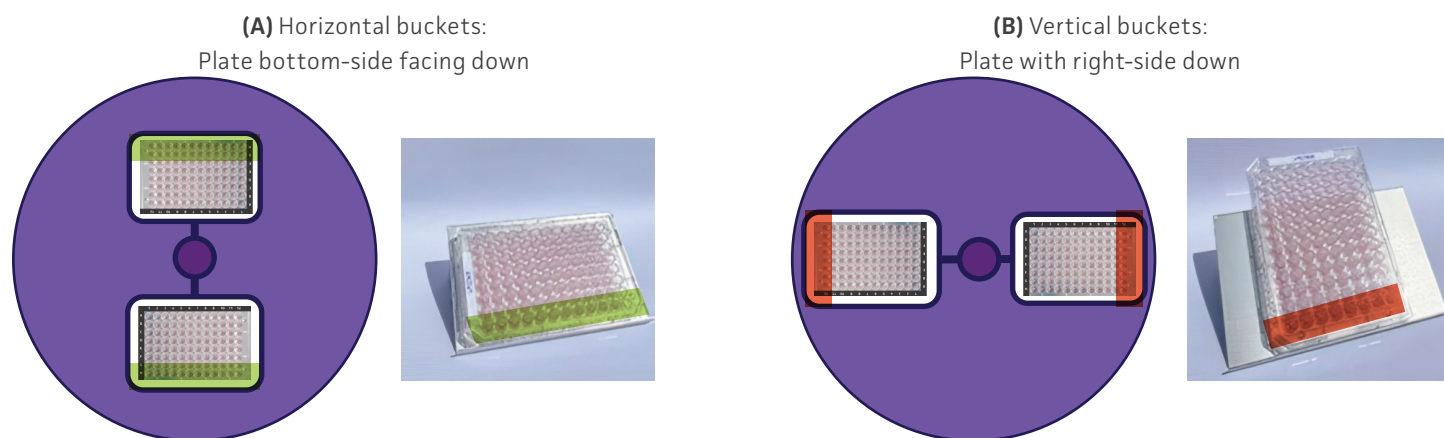 (A) Horizontal buckets:
Plate bottom-side facing down
(B) Vertical buckets:
Plate with right-side down